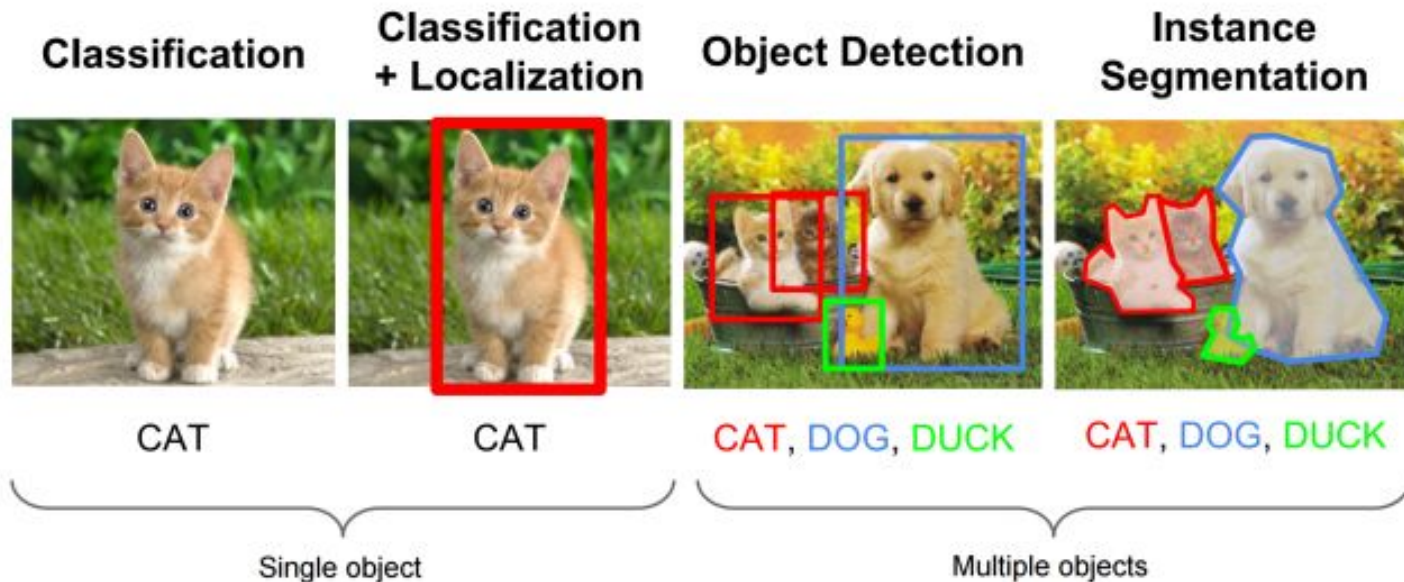 Classification
Classification
+ Localization
Object Detection
Instance
Segmentation
CAT
CAT
CAT, DOG, DUCK
CAT, DOG, DUCK
Single object
Multiple objects